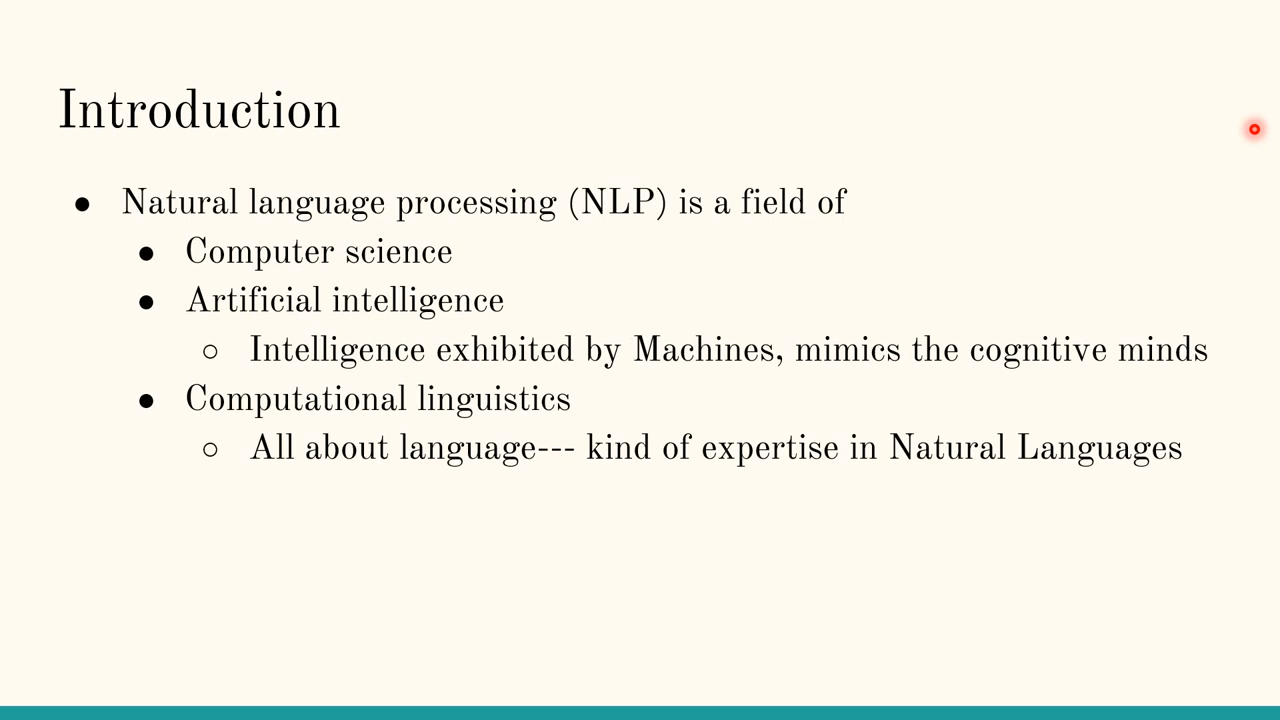 Introduction
● Natural language processing (NLP) is a field of
● Computer science
● Artificial intelligence
○ Intelligence exhibited by Machines, mimics the cognitive minds
● Computational linguistics
○ All about language--- kind of expertise in Natural Languages